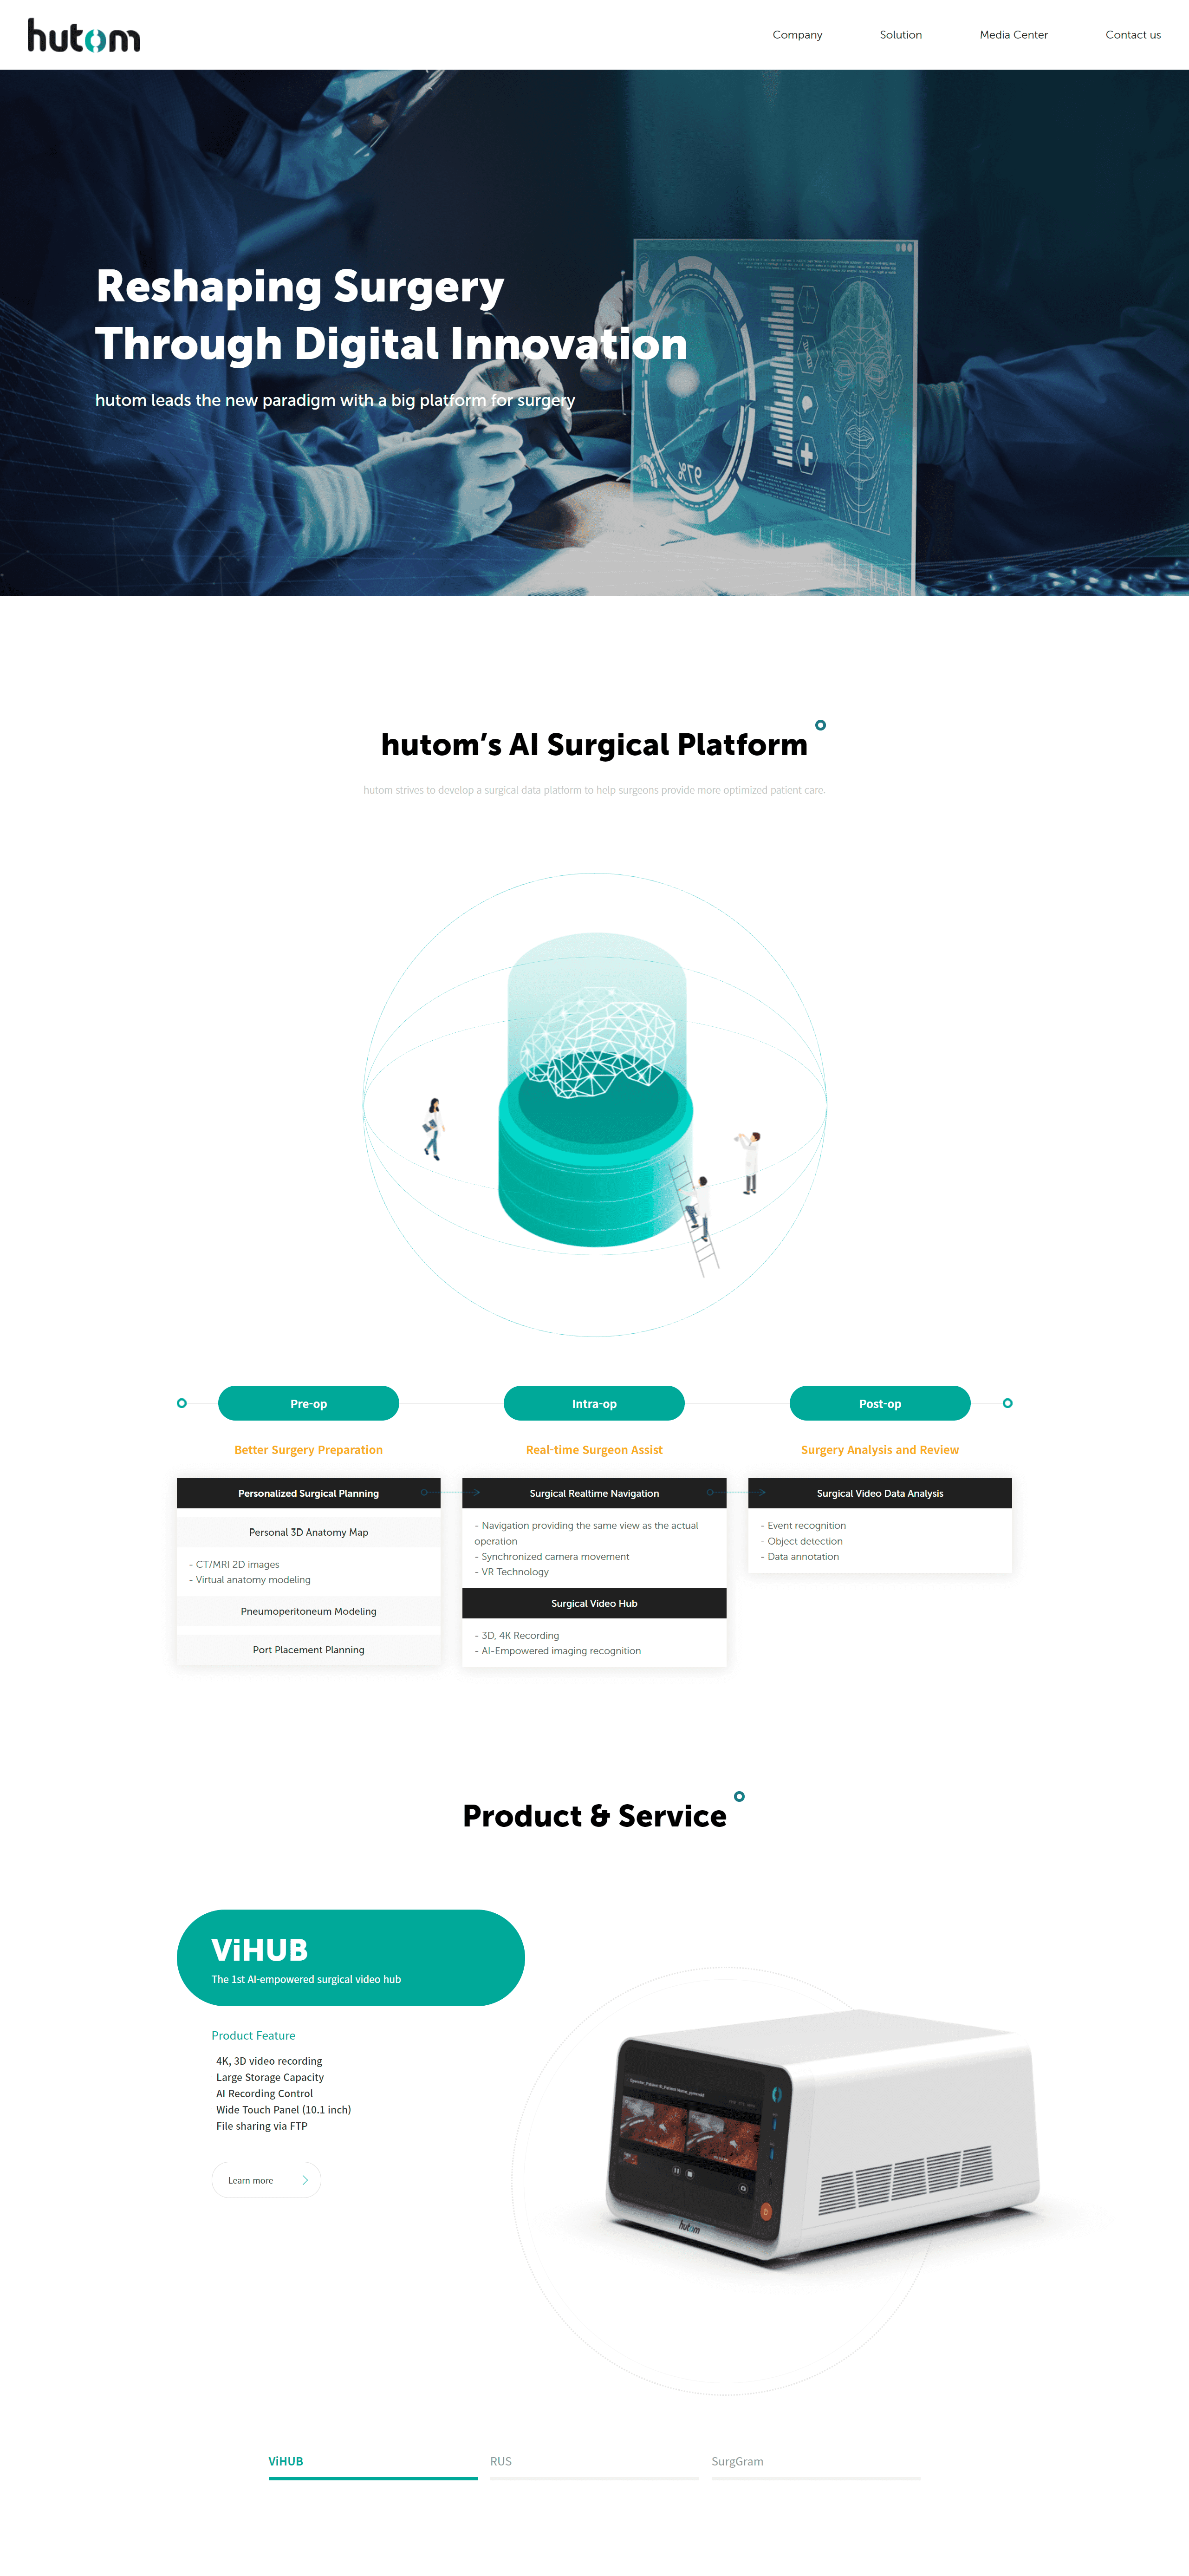 hutom
Company
Solution
Media Center
Contact us
Reshaping Surgery
Through Digital Innovation
hutom leads the new paradigm with a big platform for surgery
hutom's AI Surgical Platform
hutom strives to develop a surgical data platform to help surgeons provide more optimized patient care.
Pre-op
Intra-op
Post-op
Better Surgery Preparation
Real-time Surgeon Assist
Surgery Analysis and Review
Personalized Surgical Planning
Personal 3D Anatomy Map
- CT/MRI 2D images
- Virtual anatomy modeling
Pneumoperitoneum Modeling
Port Placement Planning
Surgical Realtime Navigation
- Navigation providing the same view as the actual
operation
- Synchronized camera movement
- VR Technology
Surgical Video Hub
- 3D, 4K Recording
- AI-Empowered imaging recognition
Surgical Video Data Analysis
- Event recognition
- Object detection
- Data annotation
Product & Service
ViHUB
The 1st AI-empowered surgical video hub
Product Feature
· 4K, 3D video recording
· Large Storage Capacity
· AI Recording Control
· Wide Touch Panel (10.1 inch)
· File sharing via FTP
Learn more
hutom
ViHUB
RUS
SurgGram